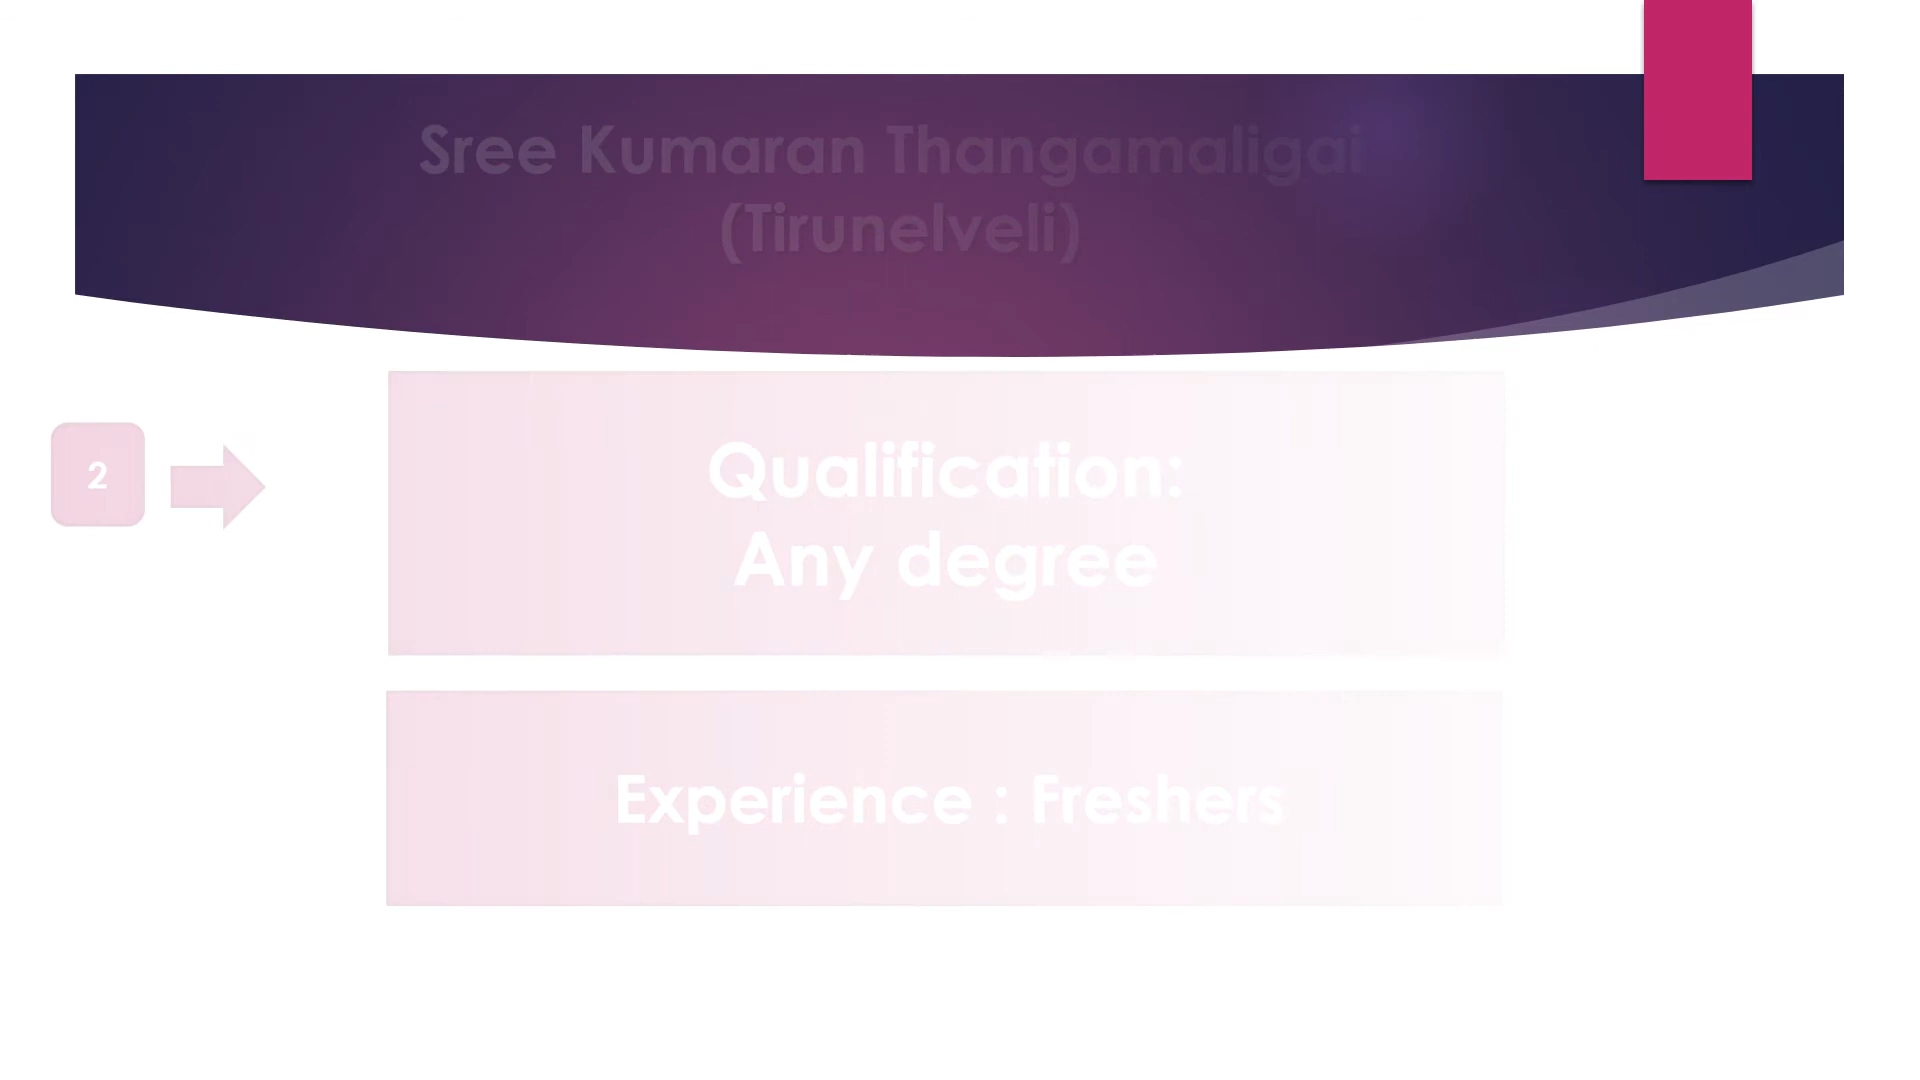 Sree Kumaran Thangamaligai
(Tirunelveli)
2
Qualification:
Any degree
Experience : Freshers